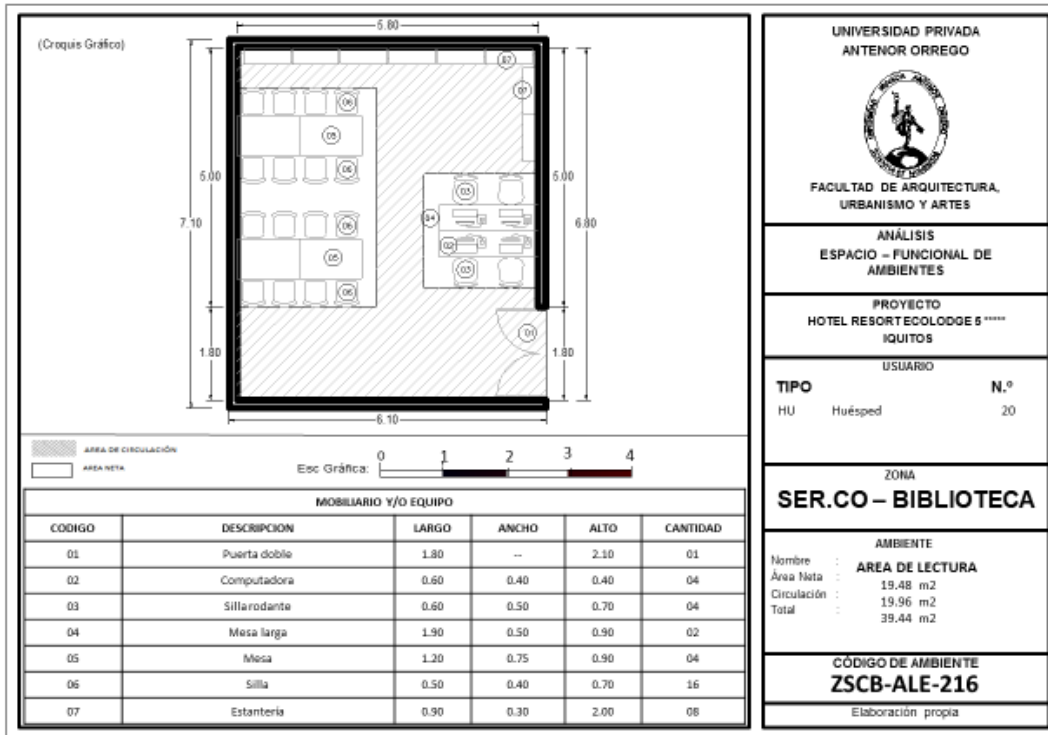 (Croquis Gráfico)
5.80
07
07
06
05
06
5.00
5.00
03
7.10
04
6.80
06
02
05
03
06
01
1.80
1.80
6.10
AREA DE CIRCULACIÓN
AREA NETA
Esc Gráfica:
0 1 2 3 4
MOBILIARIO Y/O EQUIPO
CODIGO DESCRIPCION LARGO ANCHO ALTO CANTIDAD
01 Puerta doble 1.80 -- 2.10 01
02 Computadora 0.60 0.40 0.40 04
03 Silla rodante 0.60 0.50 0.70 04
04 Mesa larga 1.90 0.50 0.90 02
05 Mesa 1.20 0.75 0.90 04
06 Silla 0.50 0.40 0.70 16
07 Estantería 0.90 0.30 2.00 08
UNIVERSIDAD PRIVADA
ANTENOR ORREGO
FACULTAD DE ARQUITECTURA,
URBANISMO Y ARTES
ANÁLISIS
ESPACIO – FUNCIONAL DE
AMBIENTES
PROYECTO
HOTEL RESORT ECOLODGE 5 *****
IQUITOS
USUARIO
TIPO N.º
HU Huésped 20
ZONA
SER.CO – BIBLIOTECA
AMBIENTE
Nombre : AREA DE LECTURA
Área Neta : 19.48 m2
Circulación : 19.96 m2
Total : 39.44 m2
CÓDIGO DE AMBIENTE
ZSCB-ALE-216
Elaboración propia